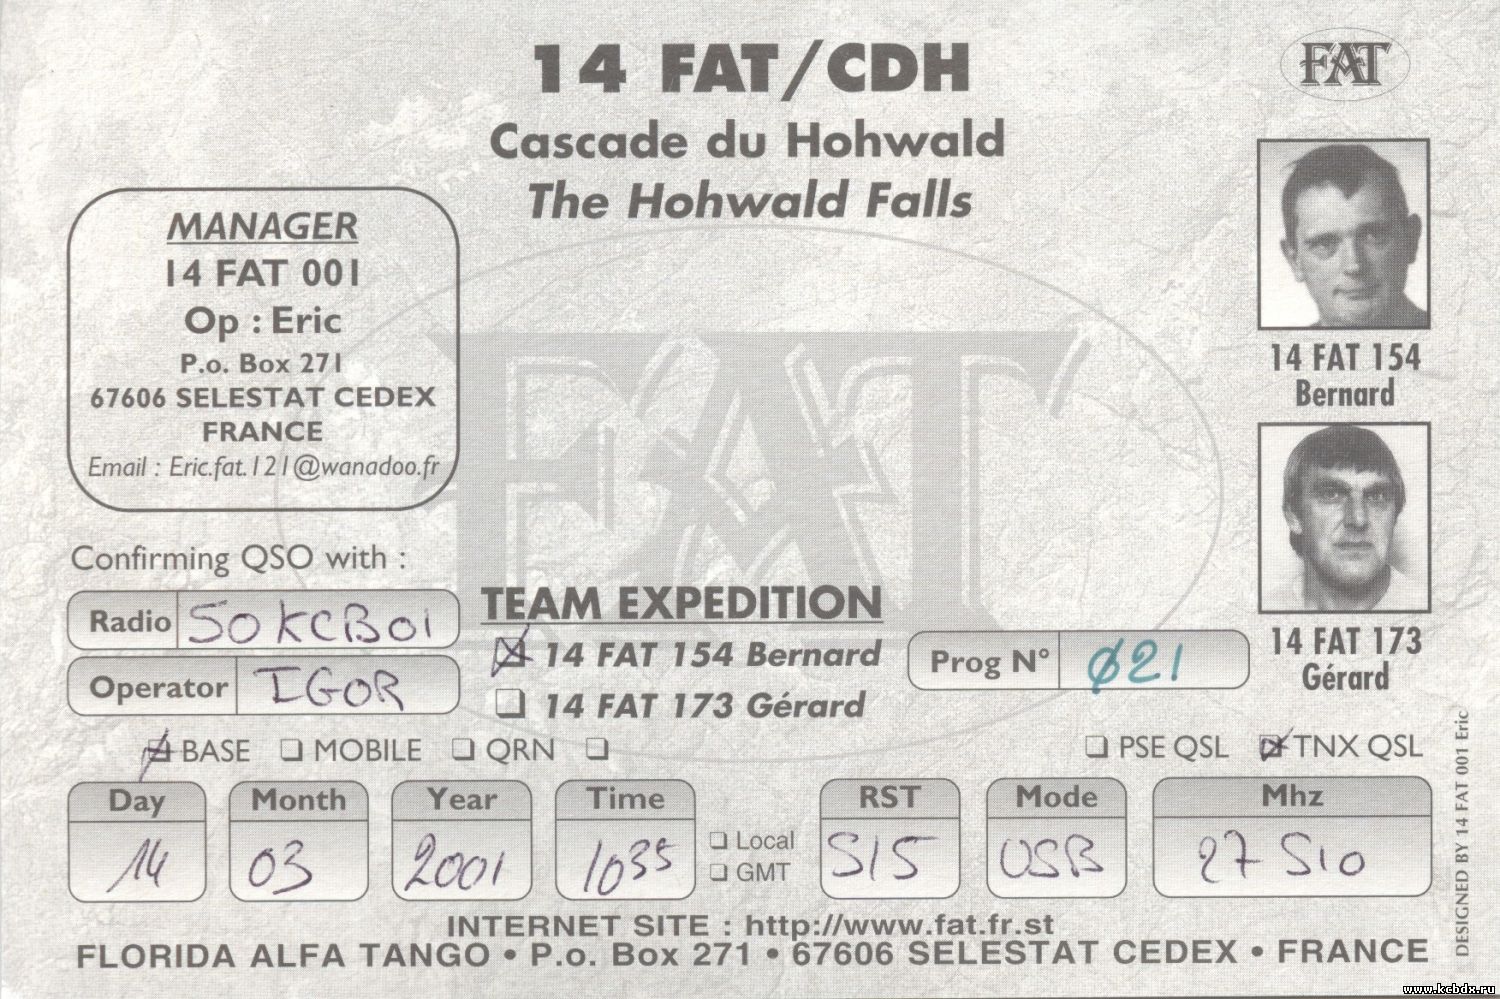 14 FAT/CDH
Cascade du Hohwald
The Hohwald Falls
FAT
MANAGER
14 FAT 001
Op : Eric
P.o. Box 271
67606 SELESTAT CEDEX
FRANCE
Email : Eric.fat.121@wanadoo.fr
14 FAT 154
Bernard
14 FAT 173
Gérard
FAT
Confirming QSO with :
Radio 50KCB01
Operator IGOR
TEAM EXPEDITION
14 FAT 154 Bernard
14 FAT 173 Gérard
Prog N° Ø21
BASE MOBILE QRN
PSE QSL TNX QSL
Day Month Year Time RST Mode Mhz
14 03 2001 1035 Local GMT 515 USB 27 510
INTERNET SITE : http://www.fat.fr.st
FLORIDA ALFA TANGO • P.o. Box 271 • 67606 SELESTAT CEDEX • FRANCE
DESIGNED BY 14 FAT 001 Eric
www.kcbdx.ru